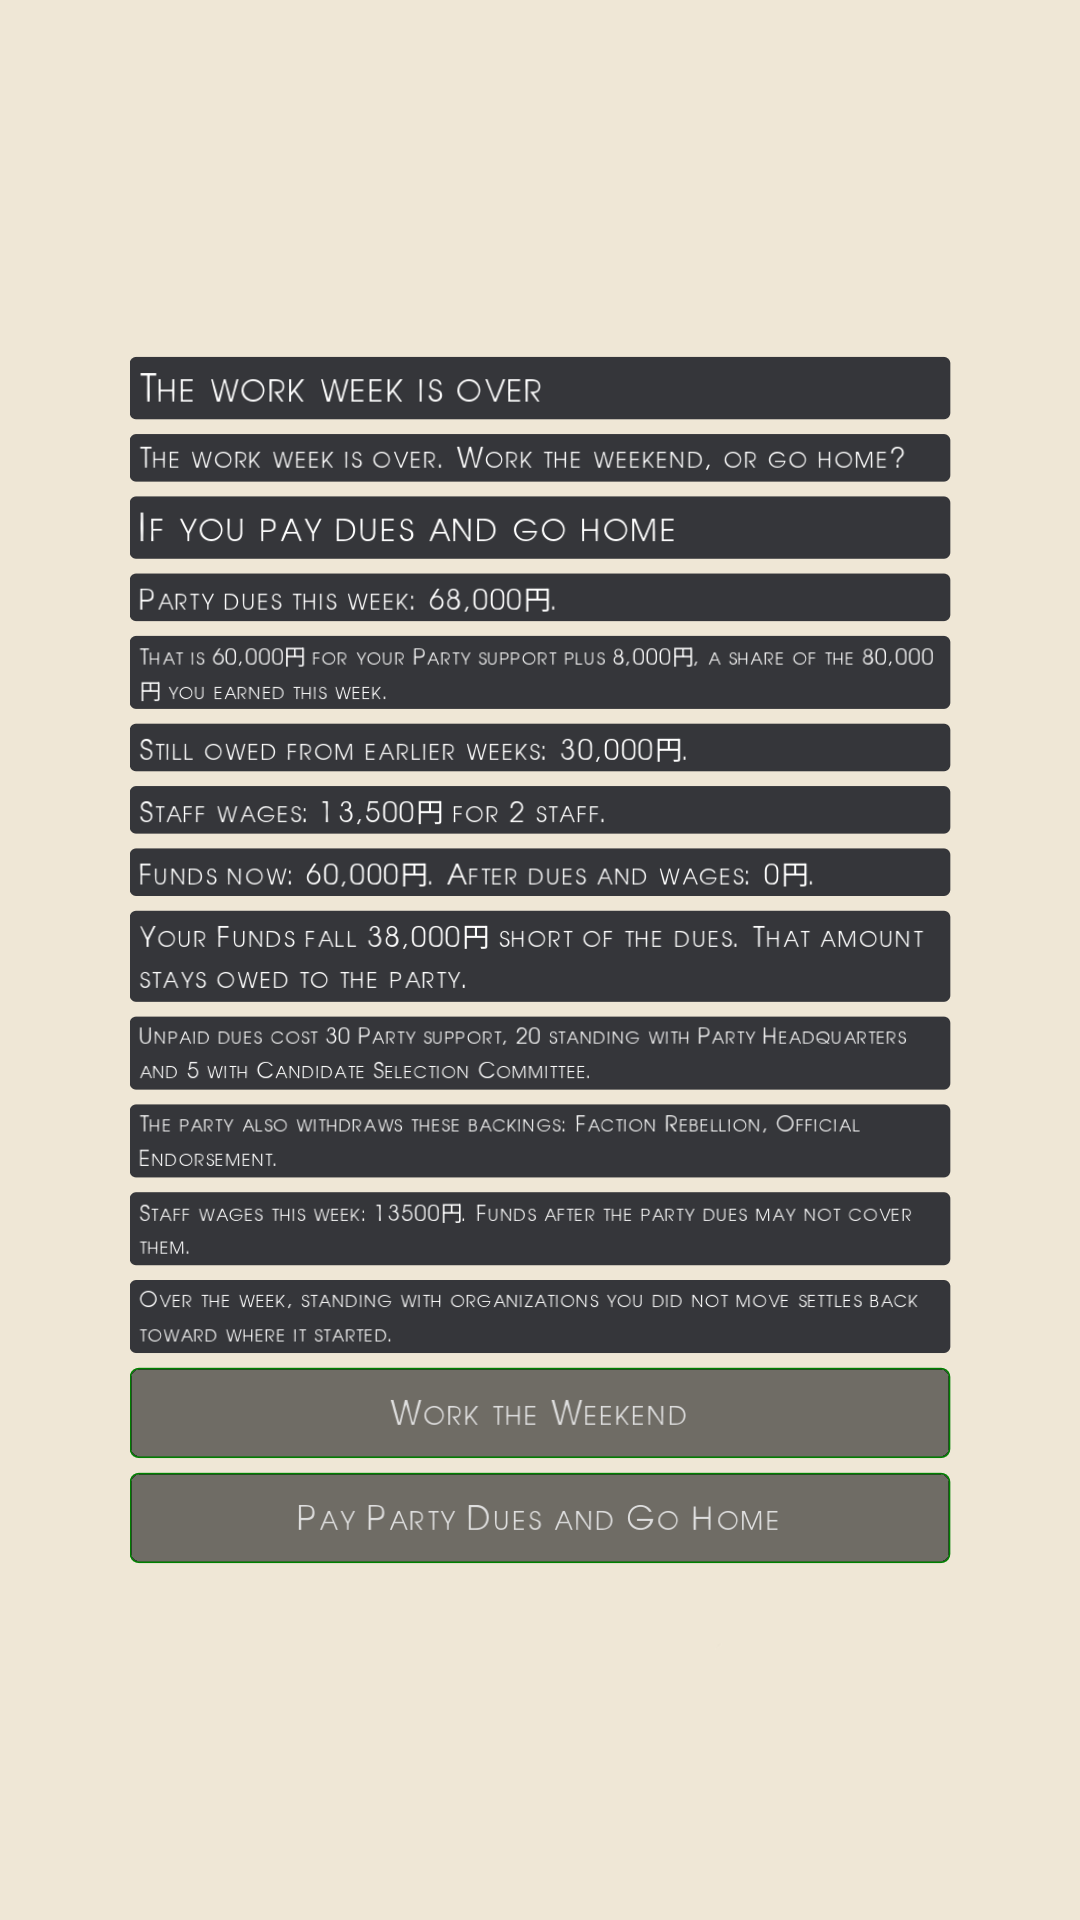 The work week is over
The work week is over. Work the weekend, or go home?
If you pay dues and go home
Party dues this week: 68,000円.
That is 60,000円 for your Party support plus 8,000円, a share of the 80,000
円 you earned this week.
Still owed from earlier weeks: 30,000円.
Staff wages: 13,500円 for 2 staff.
Funds now: 60,000円. After dues and wages: 0円.
Your Funds fall 38,000円 short of the dues. That amount
stays owed to the party.
Unpaid dues cost 30 Party support, 20 standing with Party Headquarters
and 5 with Candidate Selection Committee.
The party also withdraws these backings: Faction Rebellion, Official
Endorsement.
Staff wages this week: 13500円. Funds after the party dues may not cover
them.
Over the week, standing with organizations you did not move settles back
toward where it started.
Work the Weekend
Pay Party Dues and Go Home